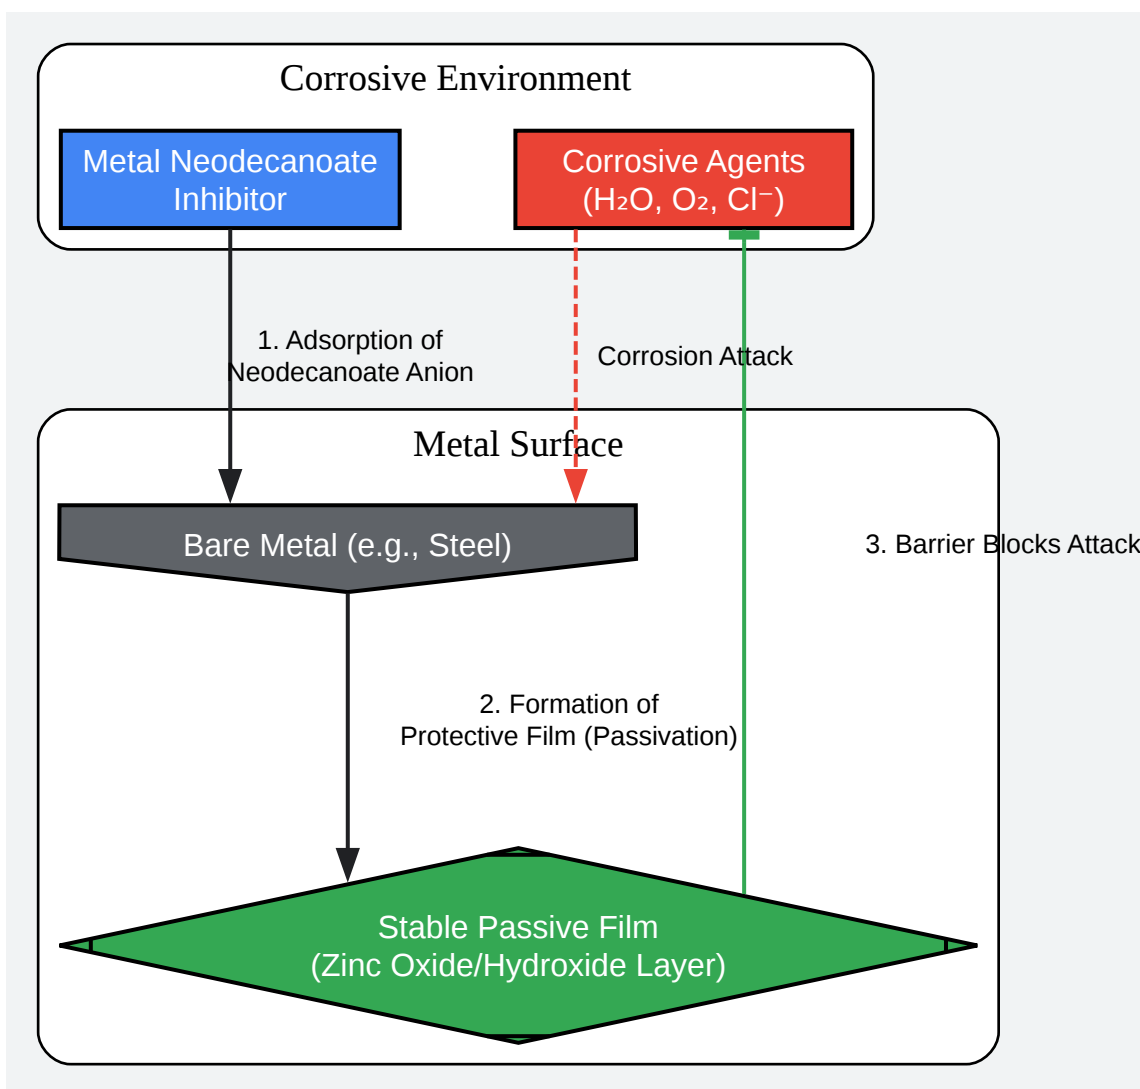 Corrosive Environment
Metal Neodecanoate
Inhibitor
Corrosive Agents
(H₂O, O₂, Cl⁻)
1. Adsorption of
Neodecanoate Anion
Corrosion Attack
Metal Surface
Bare Metal (e.g., Steel)
3. Barrier Blocks Attack
2. Formation of
Protective Film (Passivation)
Stable Passive Film
(Zinc Oxide/Hydroxide Layer)